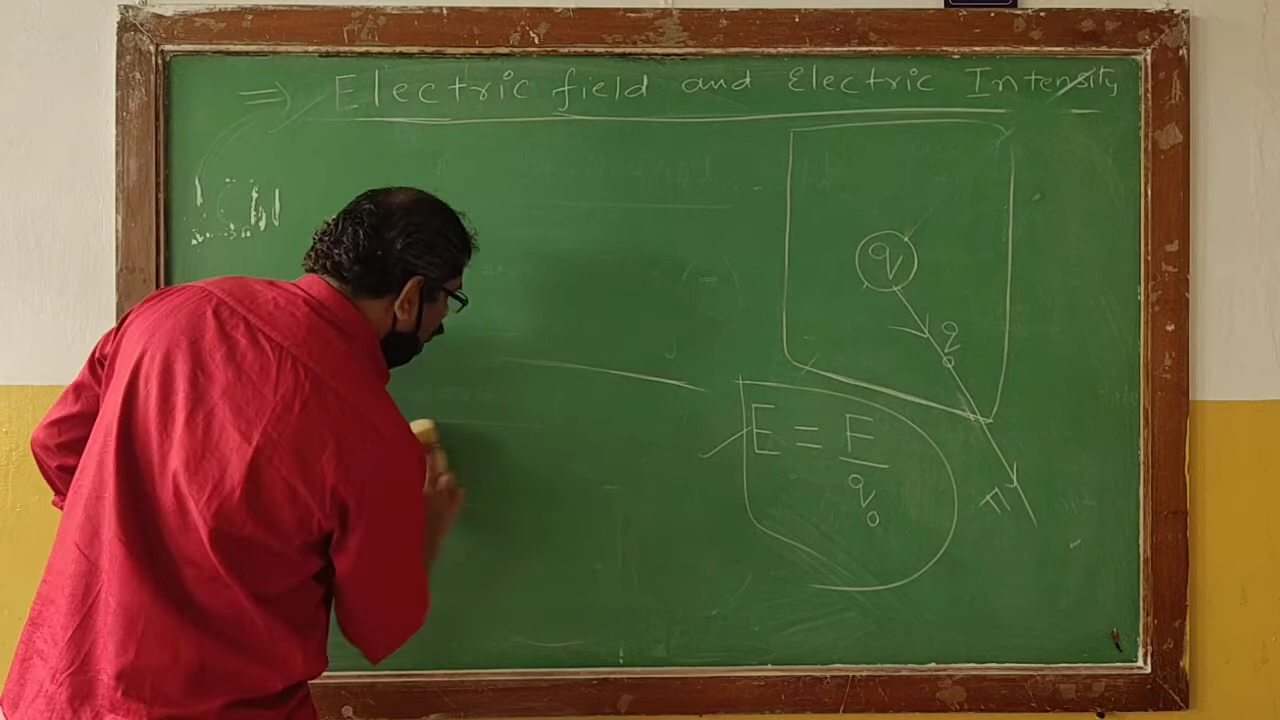 ⇒ Electric field and Electric Intensity
q
q₀
E = F / q₀